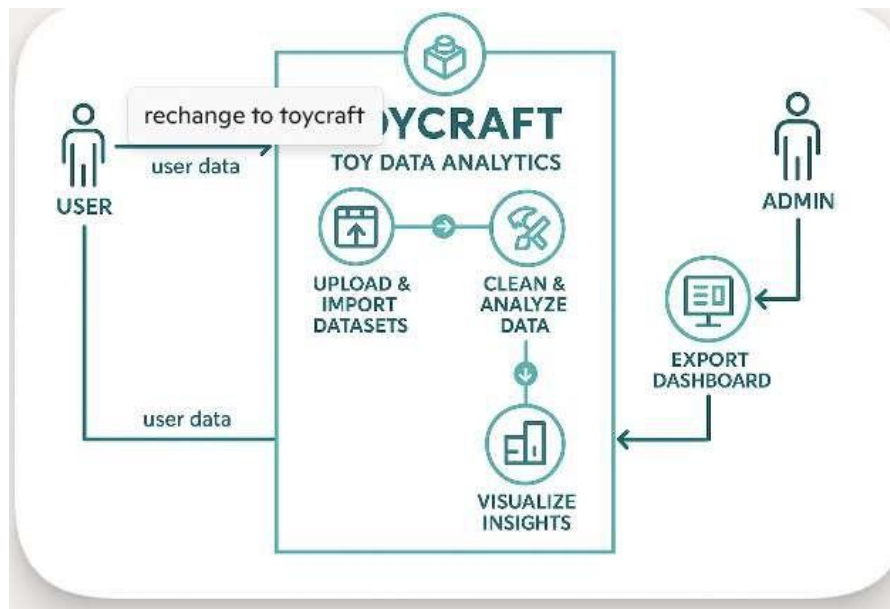 rechange to toycraft
OYCRAFT
TOY DATA ANALYTICS
user data
USER
ADMIN
UPLOAD &
IMPORT
DATASETS
CLEAN &
ANALYZE
DATA
EXPORT
DASHBOARD
user data
VISUALIZE
INSIGHTS